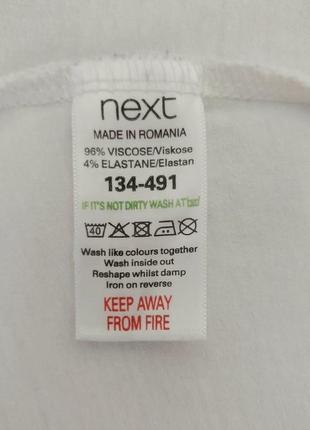 next
MADE IN ROMANIA
96% VISCOSE/Viskose
4% ELASTANE/Elastan
134-491
IF IT'S NOT DIRTY WASH AT
40
Wash like colours together
Wash inside out
Reshape whilst damp
Iron on reverse
KEEP AWAY
FROM FIRE